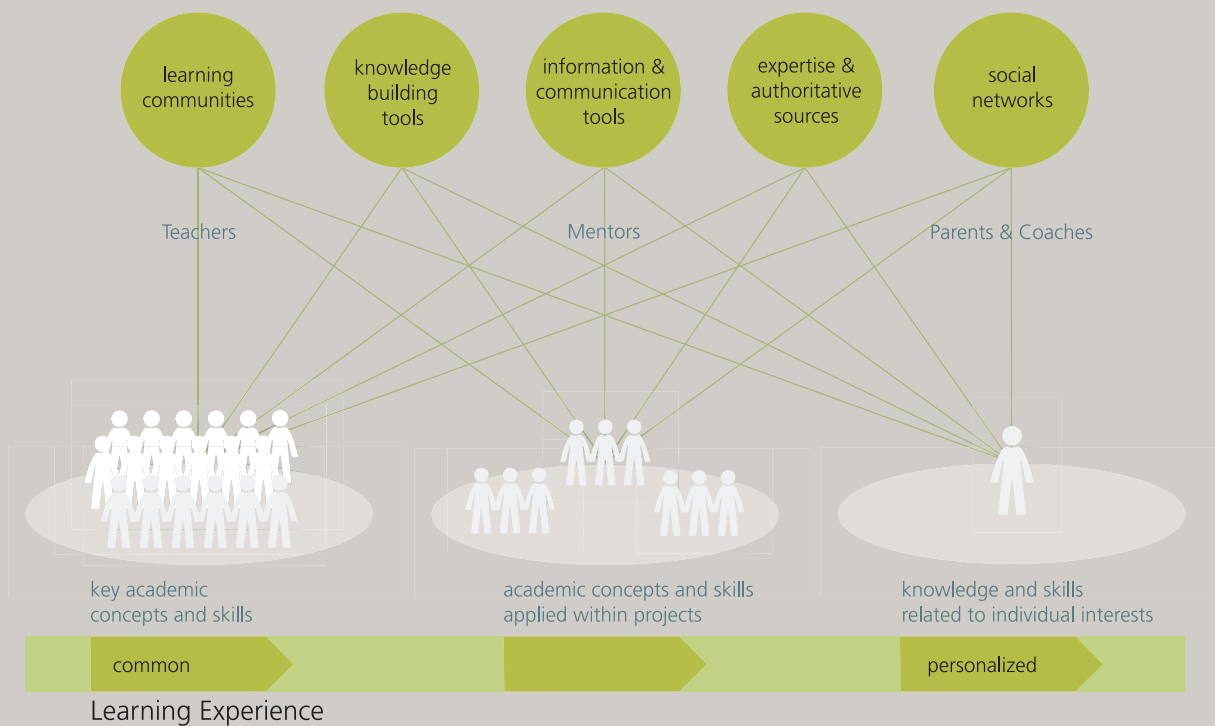 learning
communities
knowledge
building
tools
information &
communication
tools
expertise &
authoritative
sources
social
networks
Teachers
Mentors
Parents & Coaches
key academic
concepts and skills
academic concepts and skills
applied within projects
knowledge and skills
related to individual interests
common
personalized
Learning Experience